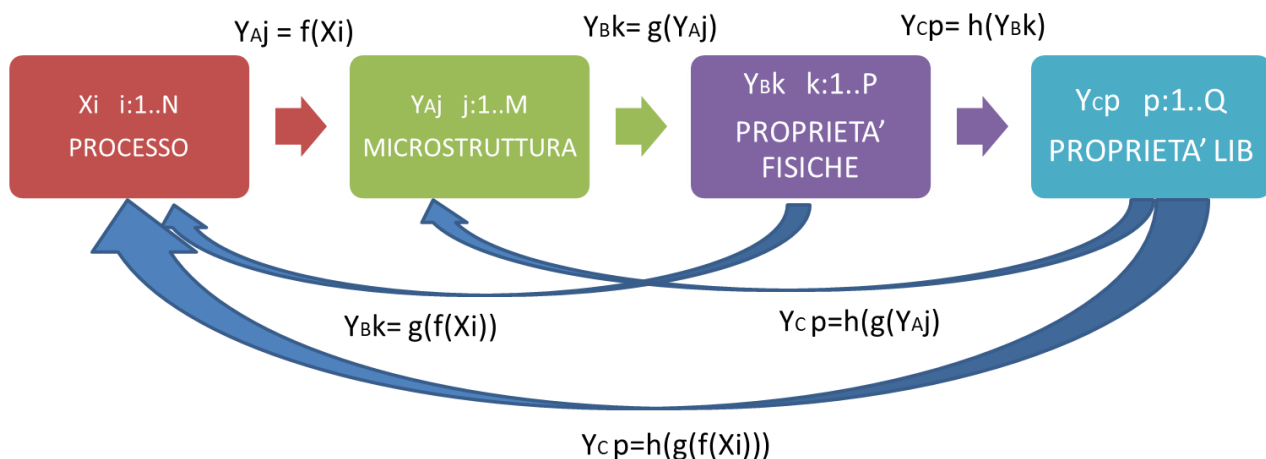 YAj = f(Xi)
YBk= g(YAj)
YCp= h(YBk)
Xi i:1..N
PROCESSO
YAj j:1..M
MICROSTRUTTURA
YBk k:1..P
PROPRIETA’
FISICHE
YCp p:1..Q
PROPRIETA’ LIB
YBk= g(f(Xi))
YC p=h(g(YAj)
YC p=h(g(f(Xi)))